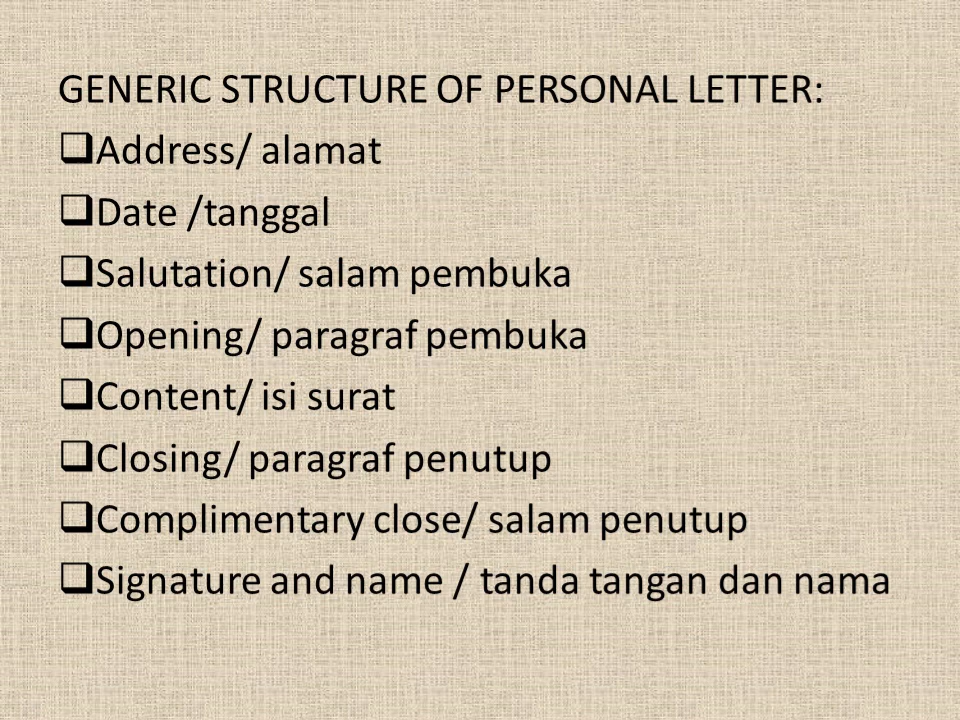 GENERIC STRUCTURE OF PERSONAL LETTER:
❑Address/ alamat
❑Date /tanggal
❑Salutation/ salam pembuka
❑Opening/ paragraf pembuka
❑Content/ isi surat
❑Closing/ paragraf penutup
❑Complimentary close/ salam penutup
❑Signature and name / tanda tangan dan nama